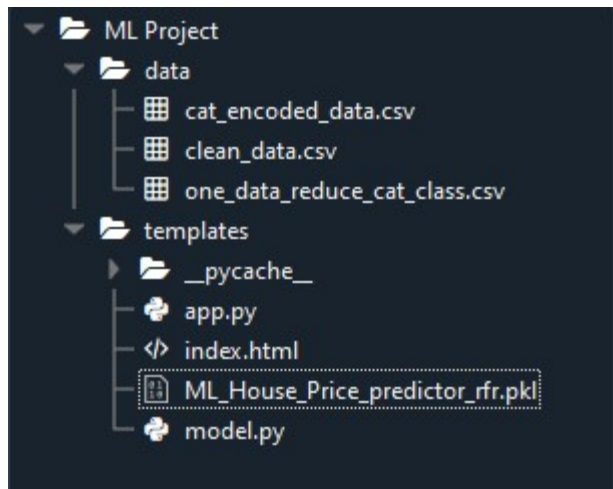 ML Project
data
cat_encoded_data.csv
clean_data.csv
one_data_reduce_cat_class.csv
templates
__pycache__
app.py
index.html
ML_House_Price_predictor_rfr.pkl
model.py